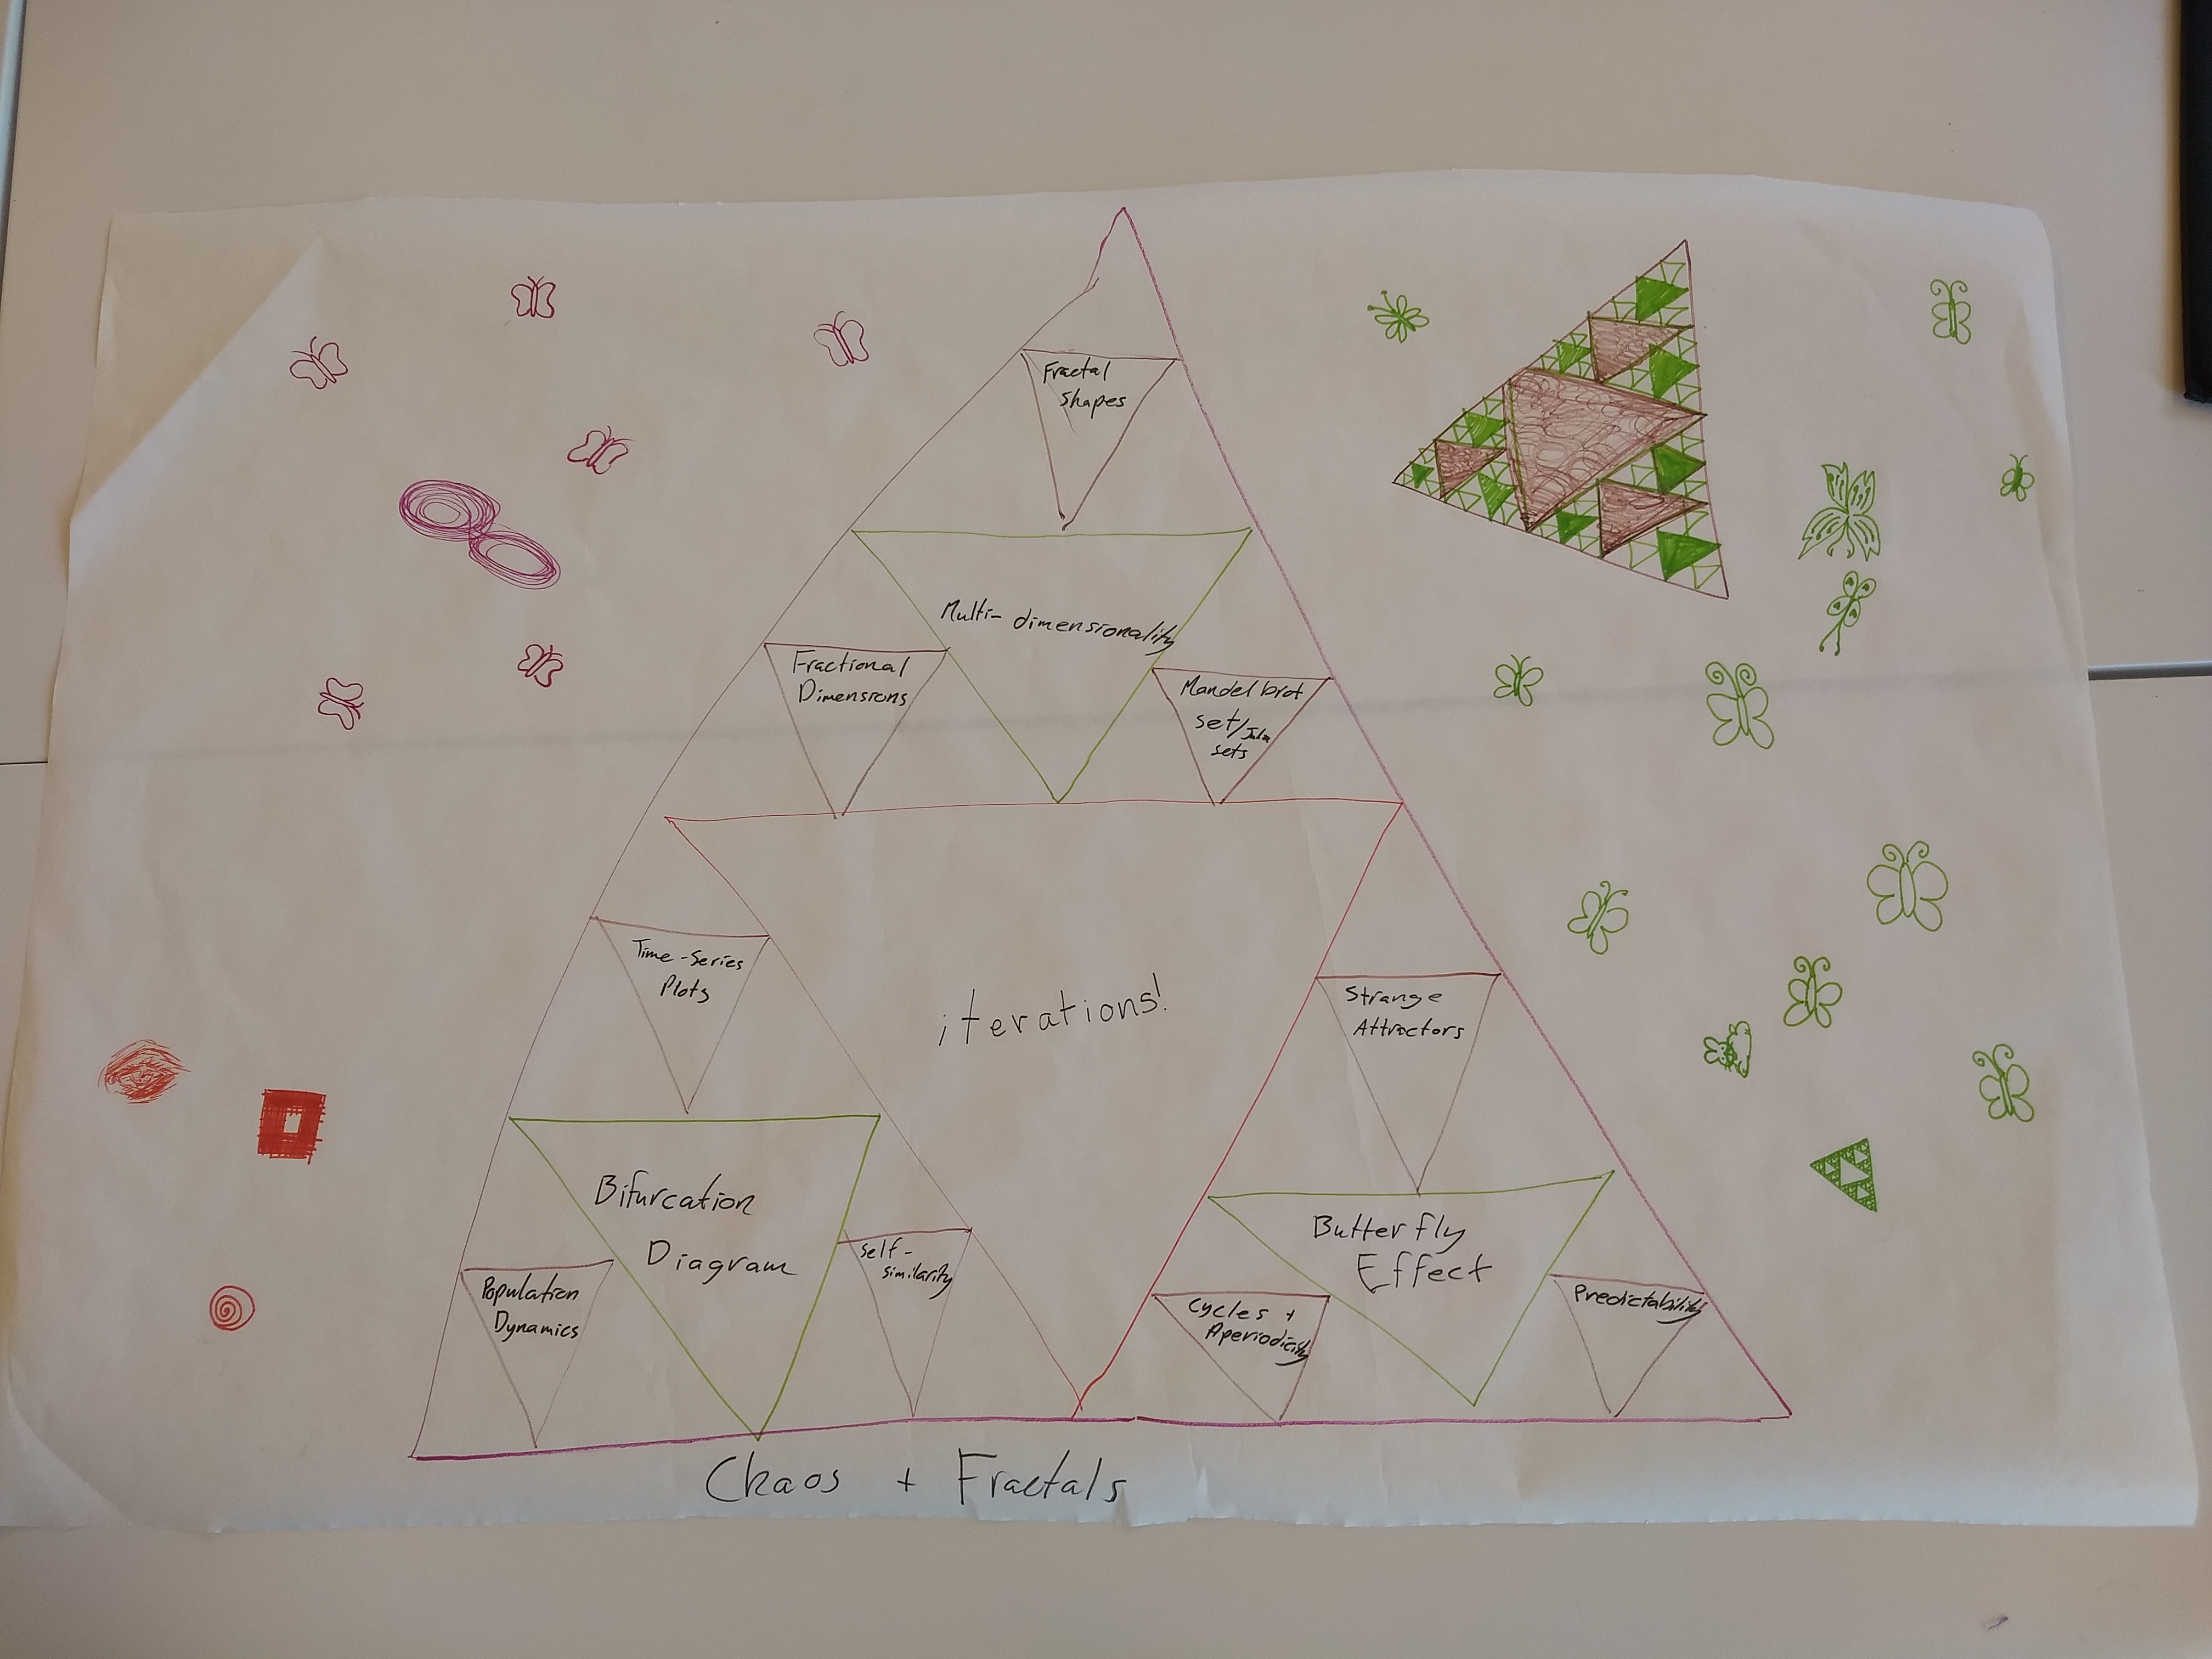 Fractal
Shapes
Multi-dimensionality
Fractional
Dimensions
Mandelbrot
set/Julia
sets
Time-Series
Plots
iterations!
Strange
Attractors
Bifurcation
Diagram
Butterfly
Effect
Population
Dynamics
self-
similarity
Cycles +
Aperiodicity
Predictability
Chaos + Fractals